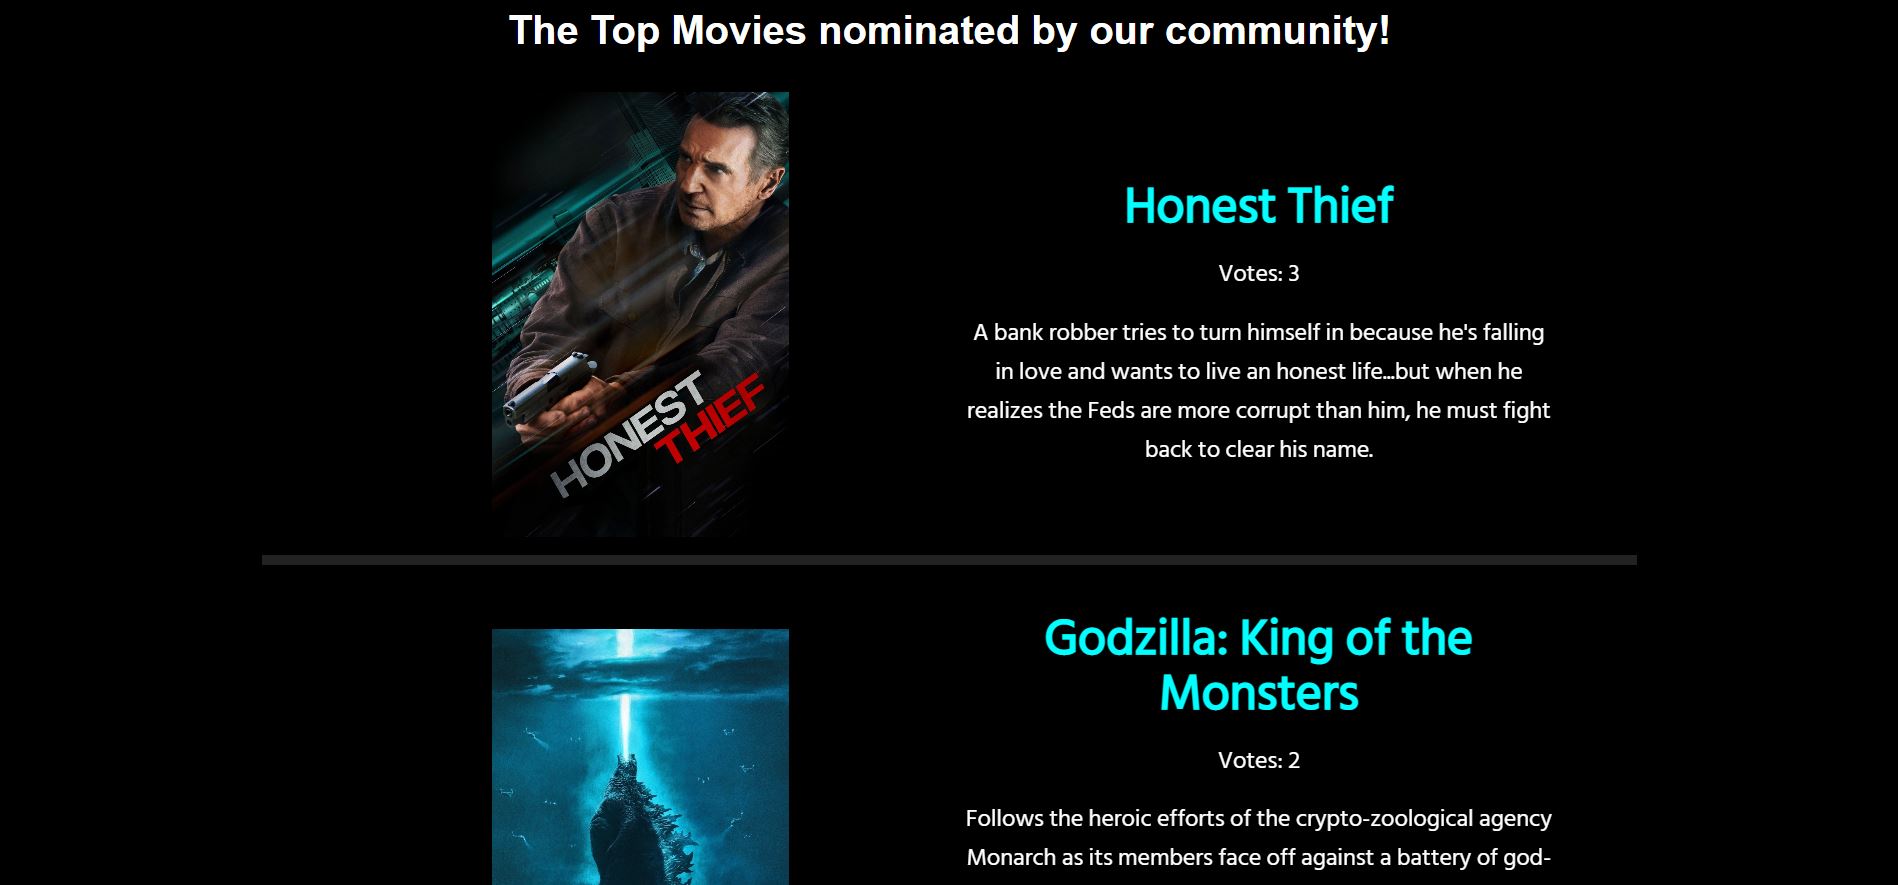 The Top Movies nominated by our community!
HONEST
THIEF
Honest Thief
Votes: 3
A bank robber tries to turn himself in because he's falling
in love and wants to live an honest life...but when he
realizes the Feds are more corrupt than him, he must fight
back to clear his name.
Godzilla: King of the
Monsters
Votes: 2
Follows the heroic efforts of the crypto-zoological agency
Monarch as its members face off against a battery of god-